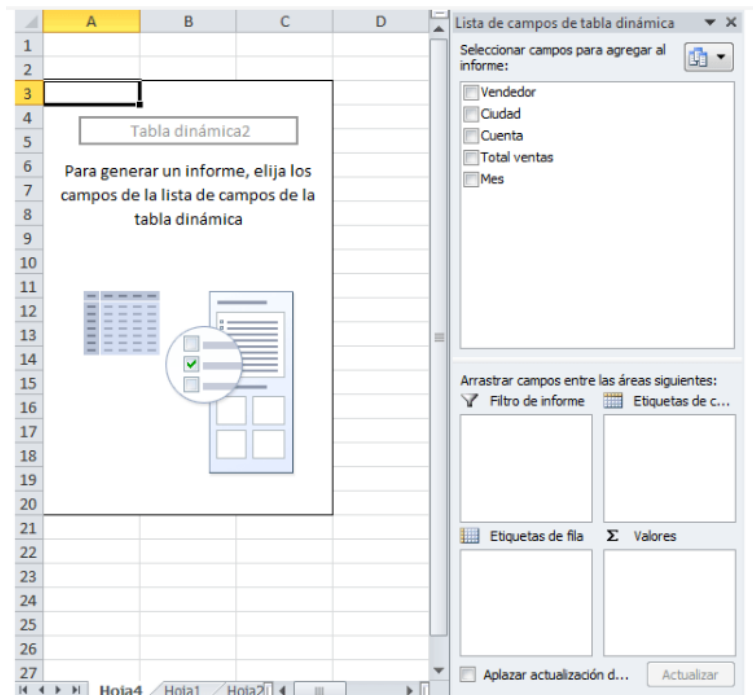 A B C D
1
2
3
4
5
6
7
8
9
10
11
12
13
14
15
16
17
18
19
20
21
22
23
24
25
26
27
Tabla dinámica2
Para generar un informe, elija los
campos de la lista de campos de la
tabla dinámica
Hoja4 Hoja1 Hoja2
Lista de campos de tabla dinámica
Seleccionar campos para agregar al
informe:
Vendedor
Ciudad
Cuenta
Total ventas
Mes
Arrastrar campos entre las áreas siguientes:
Filtro de informe Etiquetas de c...
Etiquetas de fila Σ Valores
Aplazar actualización d... Actualizar